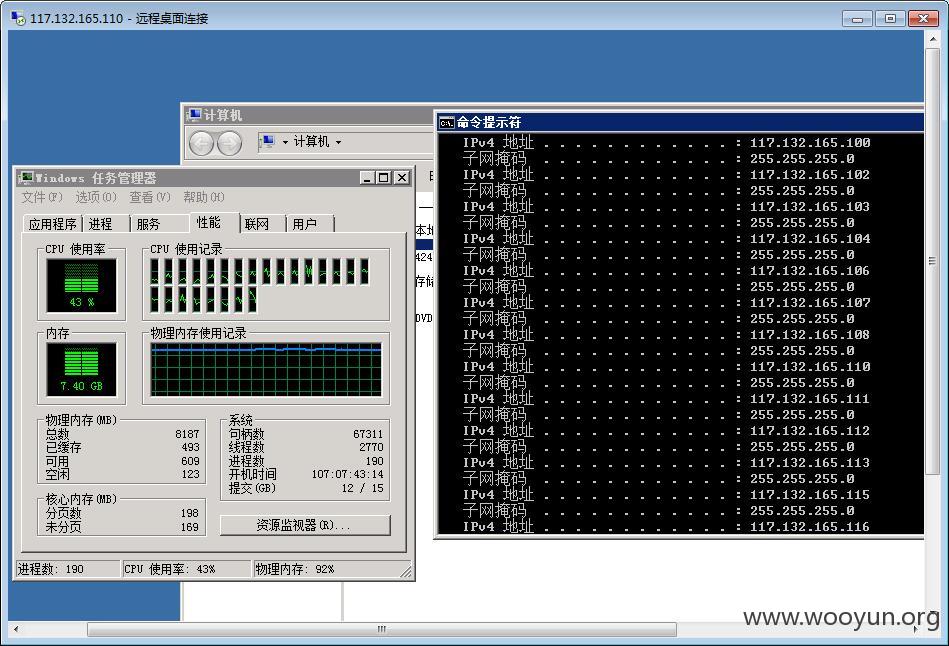 117.132.165.110 - 远程桌面连接
计算机
计算机
Windows 任务管理器
文件(F) 选项(O) 查看(V) 帮助(H)
应用程序 进程 服务 性能 联网 用户
CPU 使用率
CPU 使用记录
43 %
内存
物理内存使用记录
7.40 GB
物理内存(MB)
总数 8187
已缓存 493
可用 609
空闲 123
核心内存(MB)
分页数 198
未分页 169
系统
句柄数 67311
线程数 2770
进程数 190
开机时间 107:07:43:14
提交(GB) 12 / 15
资源监视器(R)...
进程数: 190 CPU 使用率: 43% 物理内存: 92%
424
DVD
命令提示符
IPv4 地址 . . . . . . . . . . . . : 117.132.165.100
子网掩码 . . . . . . . . . . . . : 255.255.255.0
IPv4 地址 . . . . . . . . . . . . : 117.132.165.102
子网掩码 . . . . . . . . . . . . : 255.255.255.0
IPv4 地址 . . . . . . . . . . . . : 117.132.165.103
子网掩码 . . . . . . . . . . . . : 255.255.255.0
IPv4 地址 . . . . . . . . . . . . : 117.132.165.104
子网掩码 . . . . . . . . . . . . : 255.255.255.0
IPv4 地址 . . . . . . . . . . . . : 117.132.165.106
子网掩码 . . . . . . . . . . . . : 255.255.255.0
IPv4 地址 . . . . . . . . . . . . : 117.132.165.107
子网掩码 . . . . . . . . . . . . : 255.255.255.0
IPv4 地址 . . . . . . . . . . . . : 117.132.165.108
子网掩码 . . . . . . . . . . . . : 255.255.255.0
IPv4 地址 . . . . . . . . . . . . : 117.132.165.110
子网掩码 . . . . . . . . . . . . : 255.255.255.0
IPv4 地址 . . . . . . . . . . . . : 117.132.165.111
子网掩码 . . . . . . . . . . . . : 255.255.255.0
IPv4 地址 . . . . . . . . . . . . : 117.132.165.112
子网掩码 . . . . . . . . . . . . : 255.255.255.0
IPv4 地址 . . . . . . . . . . . . : 117.132.165.113
子网掩码 . . . . . . . . . . . . : 255.255.255.0
IPv4 地址 . . . . . . . . . . . . : 117.132.165.115
子网掩码 . . . . . . . . . . . . : 255.255.255.0
IPv4 地址 . . . . . . . . . . . . : 117.132.165.116
www.wooyun.org